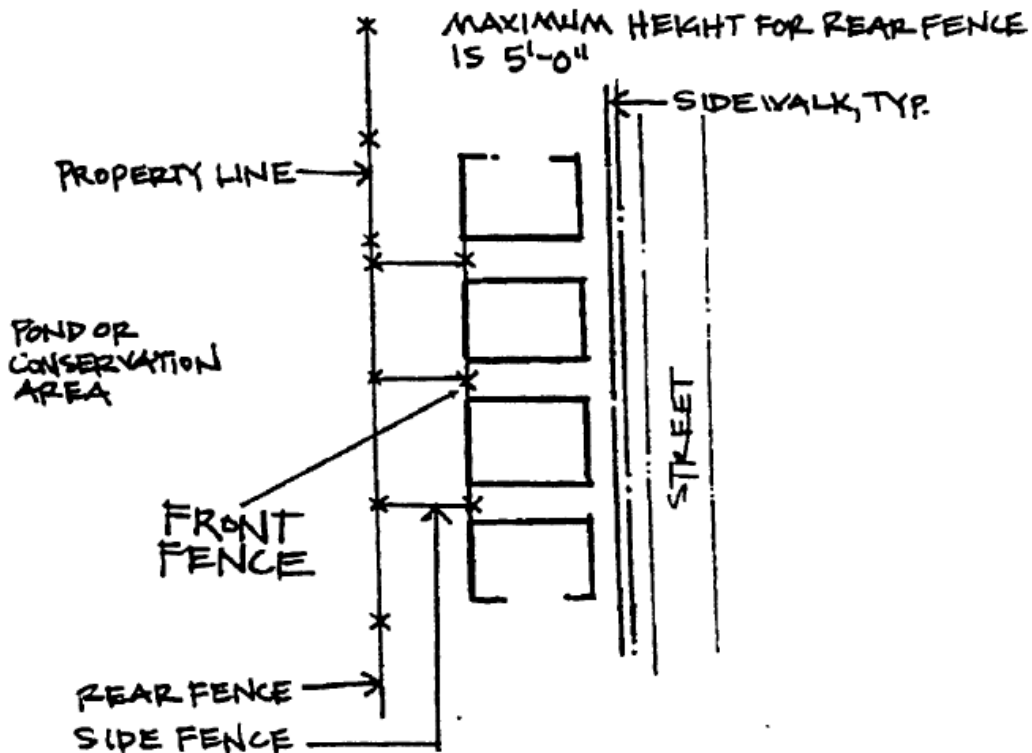 MAXIMUM HEIGHT FOR REAR FENCE
IS 5'-0"
SIDEWALK, TYP.
PROPERTY LINE
POND OR
CONSERVATION
AREA
STREET
FRONT
FENCE
REAR FENCE
SIDE FENCE